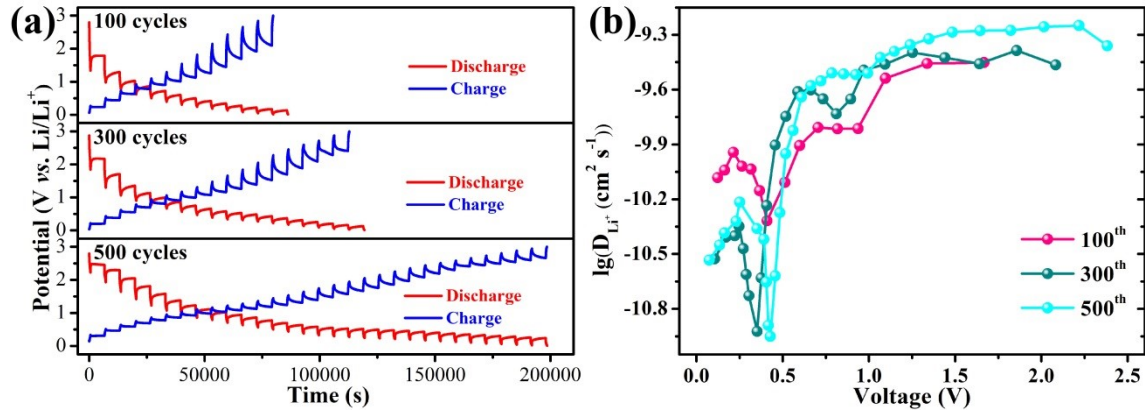 (a)
Potential (V vs. Li/Li⁺)
3
2
1
0
100 cycles
Discharge
Charge
3
2
1
0
300 cycles
Discharge
Charge
3
2
1
0
500 cycles
Discharge
Charge
0 50000 100000 150000 200000
Time (s)
(b)
lg(D_Li⁺ (cm² s⁻¹))
-9.3
-9.6
-9.9
-10.2
-10.5
-10.8
100ᵗʰ
300ᵗʰ
500ᵗʰ
0.0 0.5 1.0 1.5 2.0 2.5
Voltage (V)